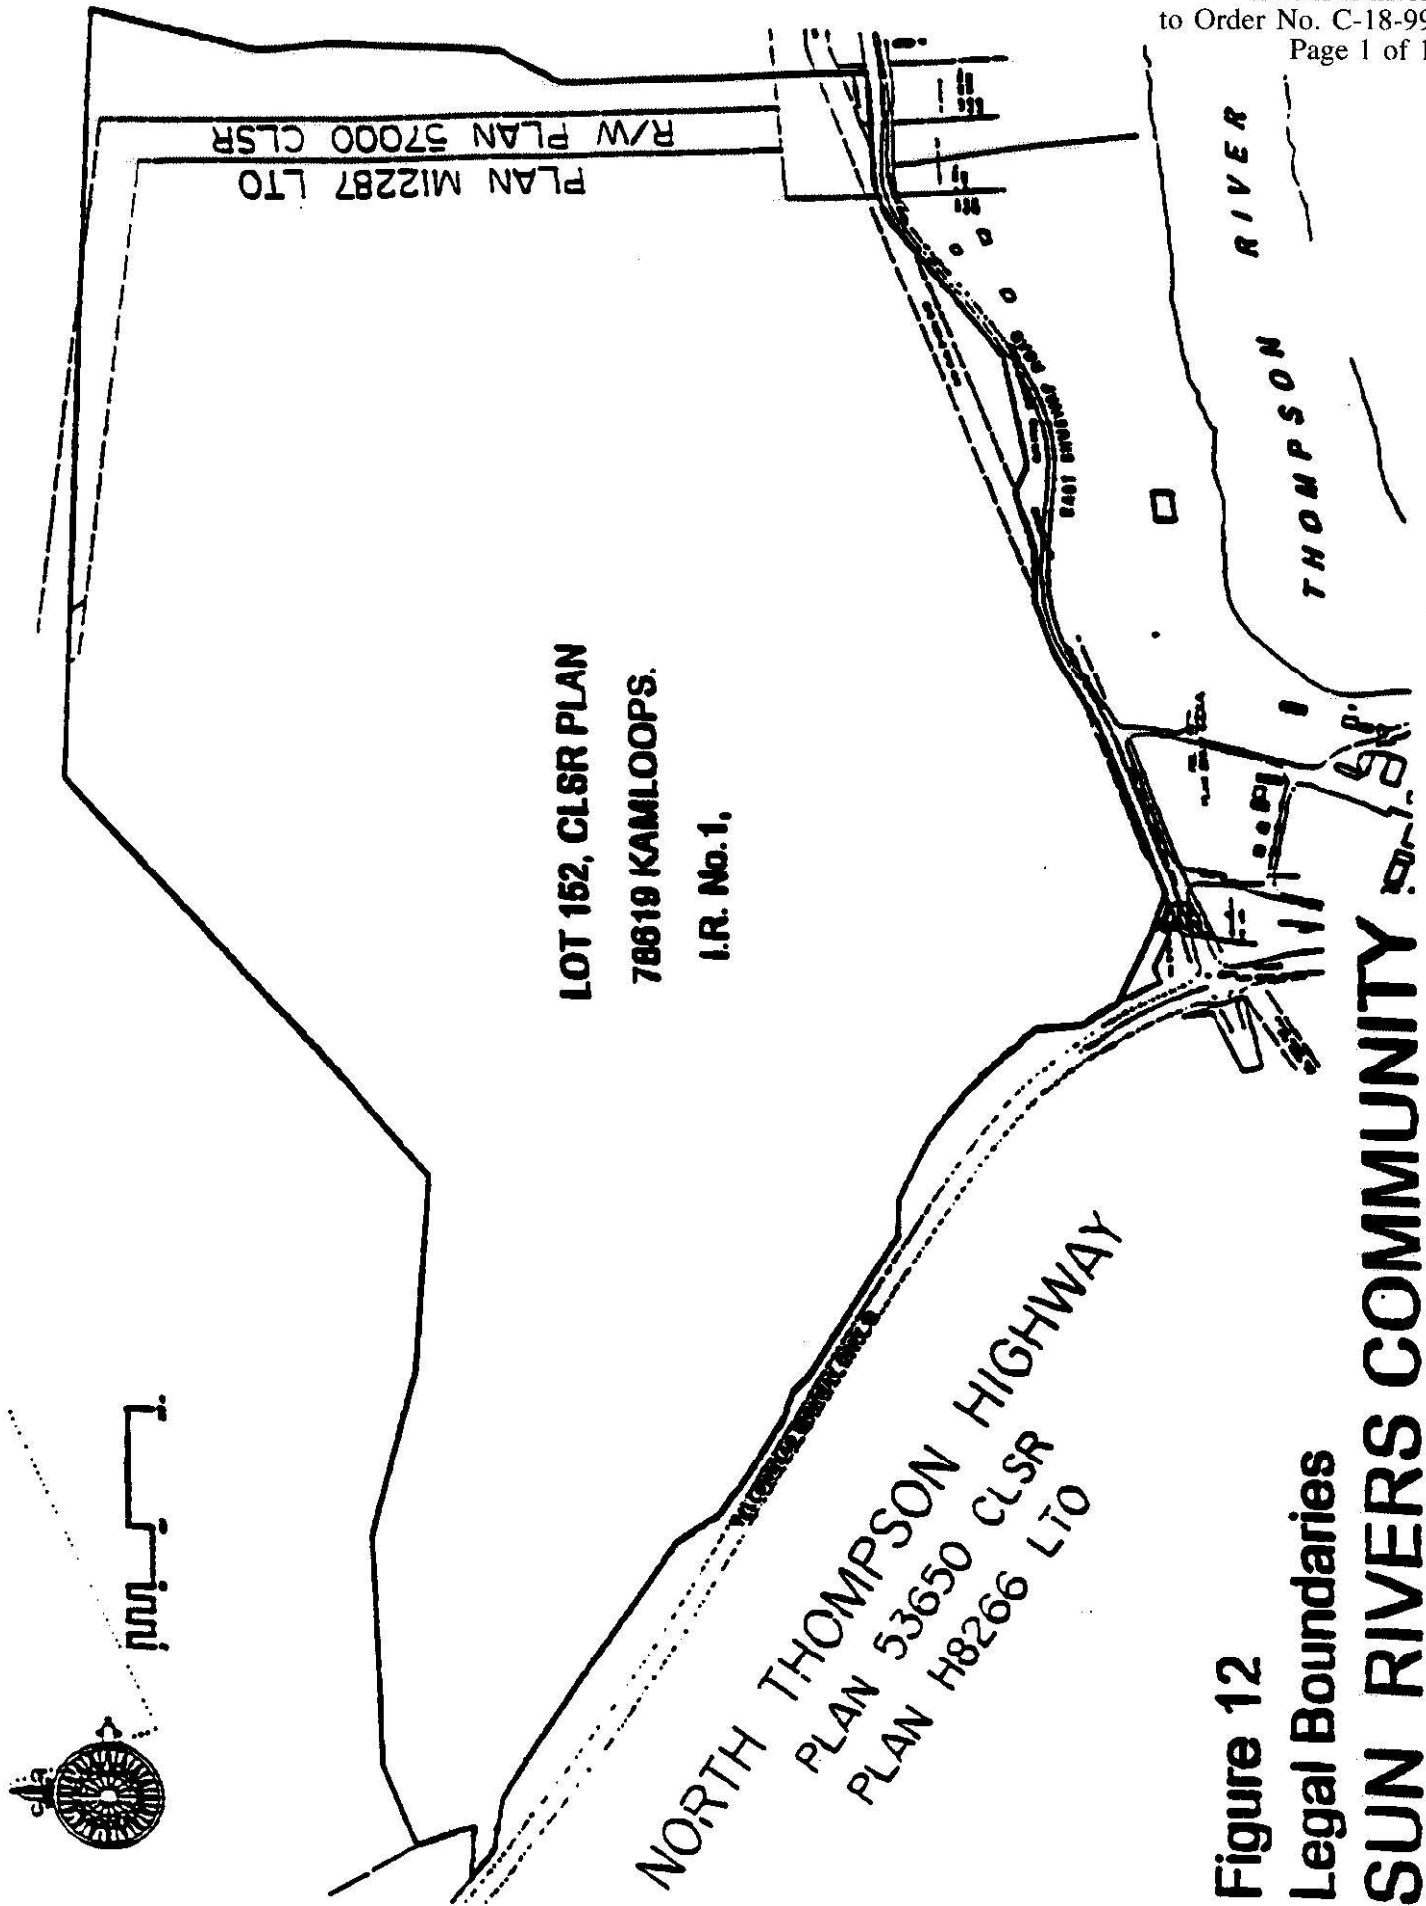 to Order No. C-18-99
Page 1 of 1
R/W PLAN 57000 CLSR
PLAN M12287 LTO
THOMPSON RIVER
LOT 152, CLSR PLAN
78619 KAMLOOPS.
I.R. No.1,
NORTH THOMPSON HIGHWAY
PLAN 53650 CLSR
PLAN H8266 LTO
Figure 12
Legal Boundaries
SUN RIVERS COMMUNITY